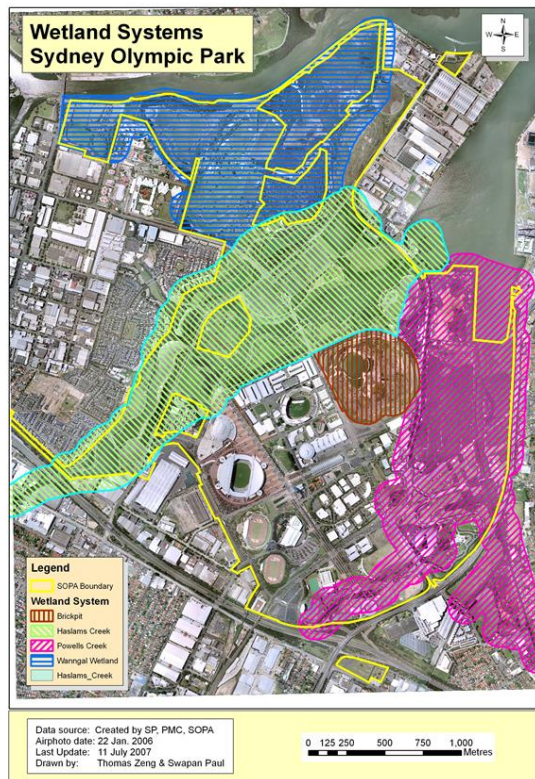 Wetland Systems
Sydney Olympic Park
N
W E
S
Legend
SOPA Boundary
Wetland System
Brickpit
Haslams Creek
Powells Creek
Wanngal Wetland
Haslams_Creek
Data source: Created by SP, PMC, SOPA
Airphoto date: 22 Jan. 2006
Last Update: 11 July 2007
Drawn by: Thomas Zeng & Swapan Paul
0 125 250 500 750 1,000
Metres